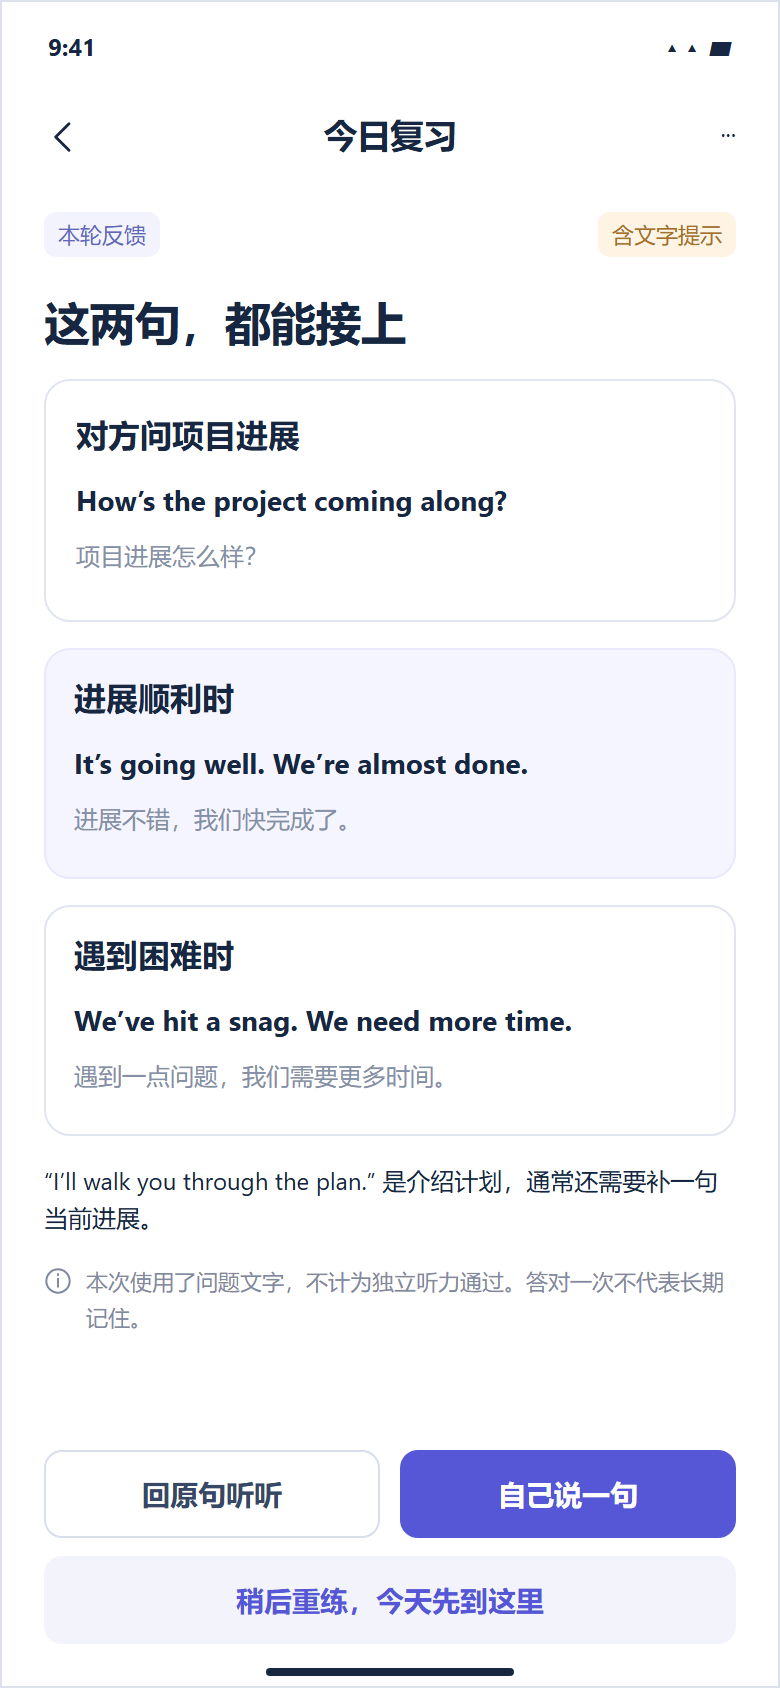 9:41
今日复习
...
本轮反馈
含文字提示
这两句，都能接上
对方问项目进展
How’s the project coming along?
项目进展怎么样？
进展顺利时
It’s going well. We’re almost done.
进展不错，我们快完成了。
遇到困难时
We’ve hit a snag. We need more time.
遇到一点问题，我们需要更多时间。
“I’ll walk you through the plan.” 是介绍计划，通常还需要补一句
当前进展。
本次使用了问题文字，不计为独立听力通过。答对一次不代表长期
记住。
回原句听听
自己说一句
稍后重练，今天先到这里